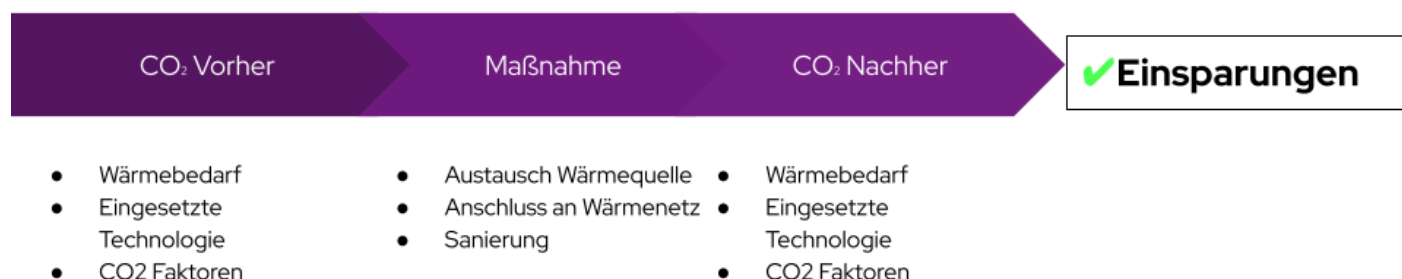 CO₂ Vorher
Maßnahme
CO₂ Nachher
✔Einsparungen
● Wärmebedarf
● Eingesetzte
Technologie
● CO2 Faktoren
● Austausch Wärmequelle
● Anschluss an Wärmenetz
● Sanierung
● Wärmebedarf
● Eingesetzte
Technologie
● CO2 Faktoren